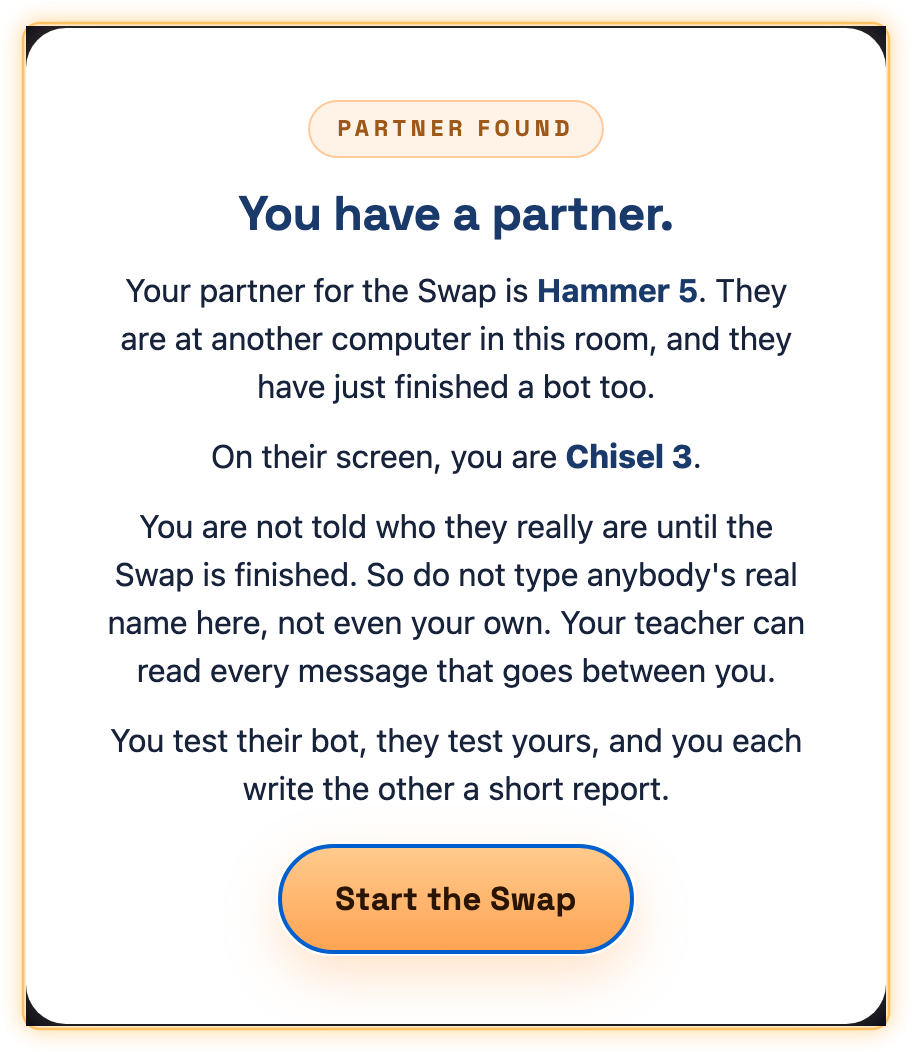 PARTNER FOUND
You have a partner.
Your partner for the Swap is Hammer 5. They
are at another computer in this room, and they
have just finished a bot too.
On their screen, you are Chisel 3.
You are not told who they really are until the
Swap is finished. So do not type anybody's real
name here, not even your own. Your teacher can
read every message that goes between you.
You test their bot, they test yours, and you each
write the other a short report.
Start the Swap